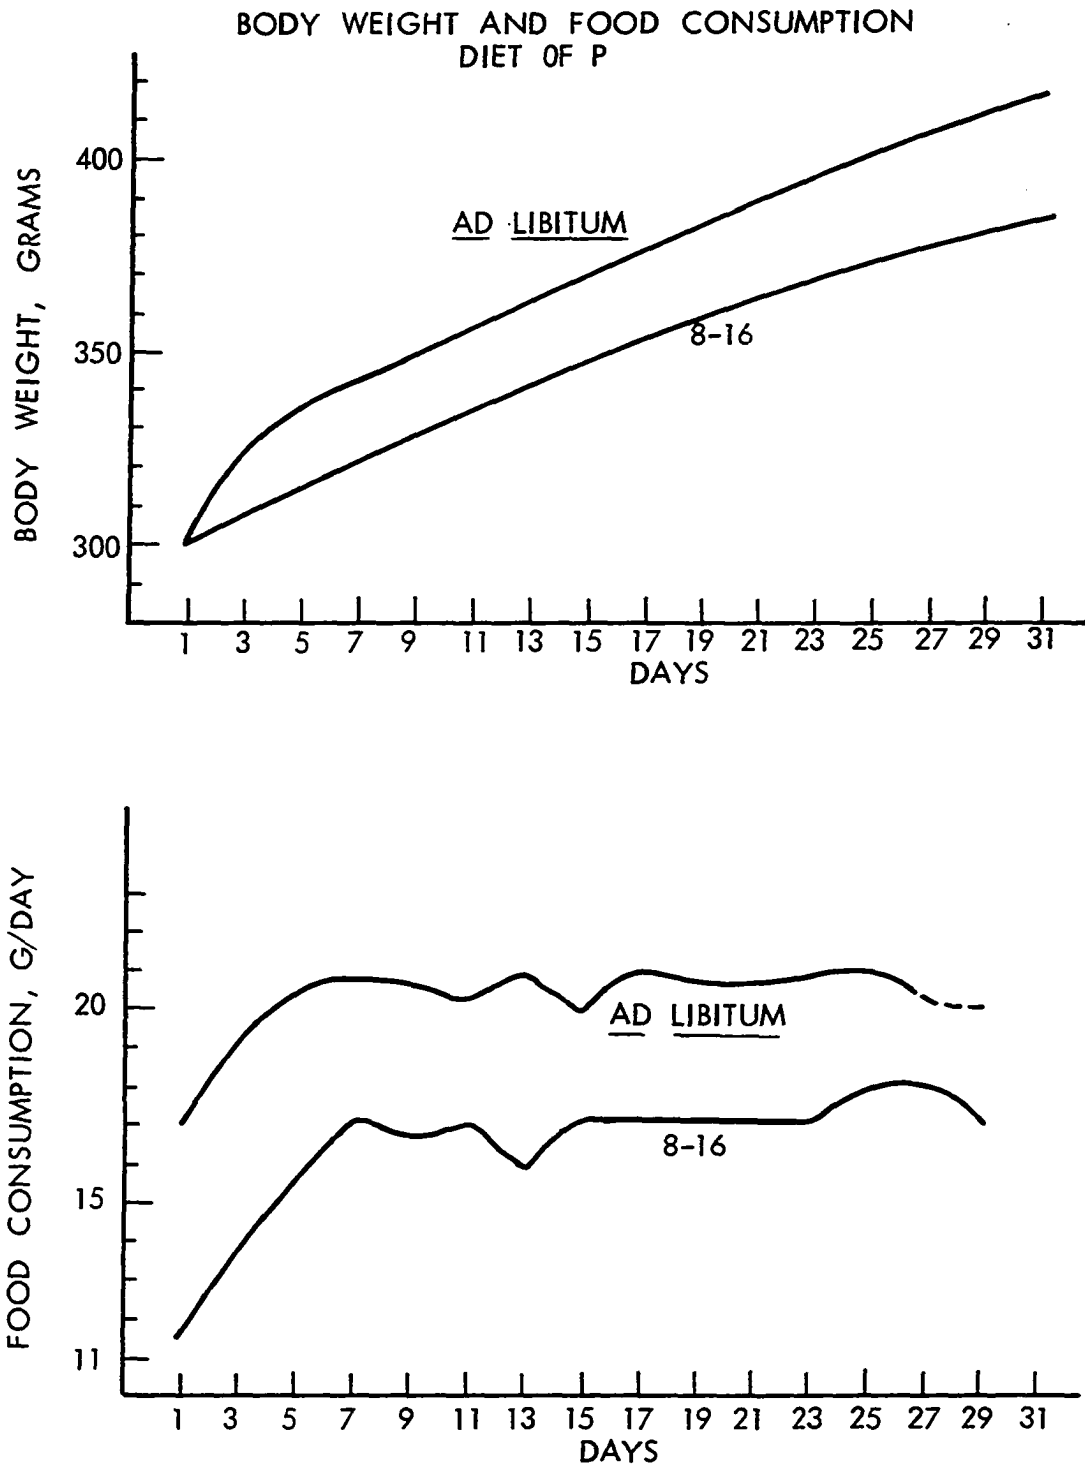 BODY WEIGHT AND FOOD CONSUMPTION
DIET OF P
BODY WEIGHT, GRAMS
400
350
300
AD LIBITUM
8-16
1 3 5 7 9 11 13 15 17 19 21 23 25 27 29 31
DAYS
FOOD CONSUMPTION, G/DAY
20
15
11
AD LIBITUM
8-16
1 3 5 7 9 11 13 15 17 19 21 23 25 27 29 31
DAYS